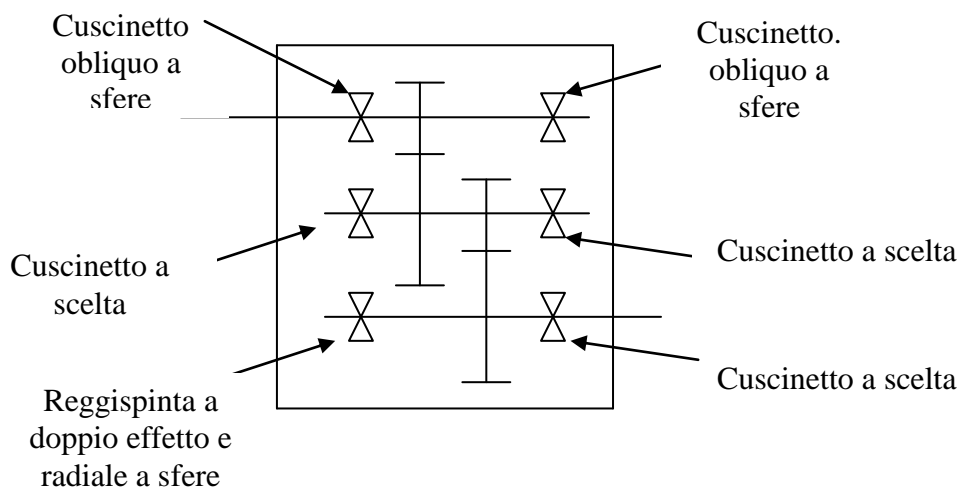 Cuscinetto
obliquo a
sfere
Cuscinetto.
obliquo a
sfere
Cuscinetto a
scelta
Cuscinetto a scelta
Reggispinta a
doppio effetto e
radiale a sfere
Cuscinetto a scelta